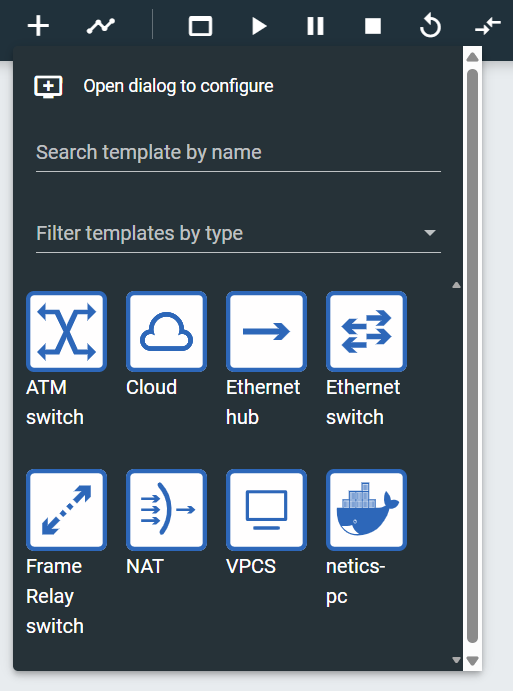 Open dialog to configure
Search template by name
Filter templates by type
ATM
switch
Cloud
Ethernet
hub
Ethernet
switch
Frame
Relay
switch
NAT
VPCS
netics-
pc